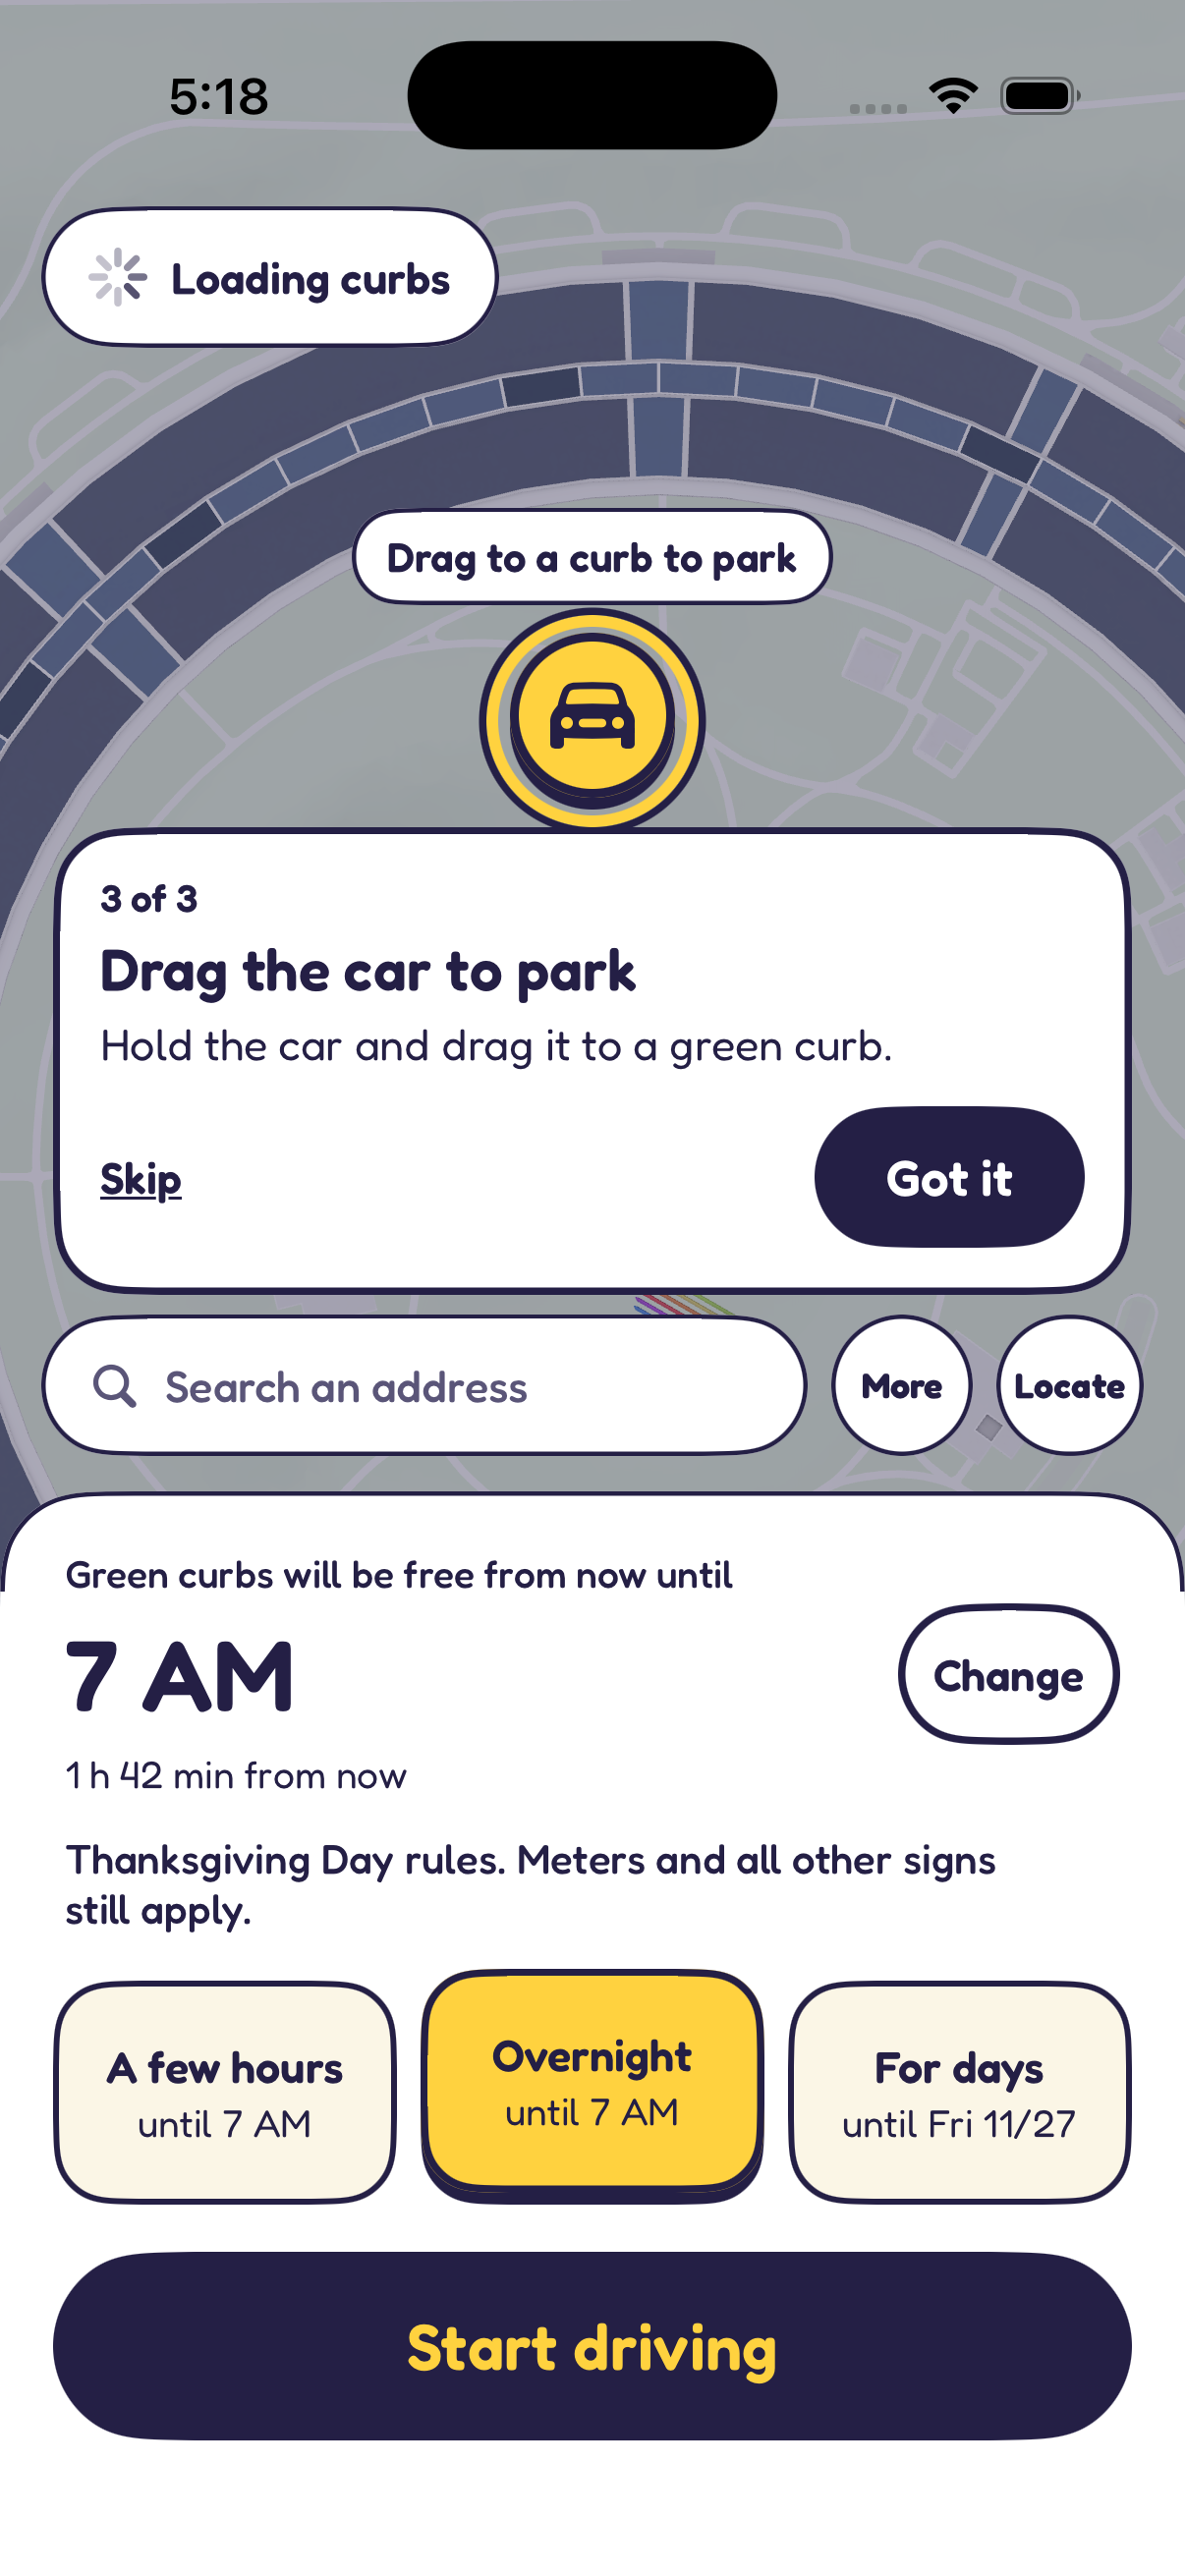 5:18
Loading curbs
Drag to a curb to park
3 of 3
Drag the car to park
Hold the car and drag it to a green curb.
Skip
Got it
Search an address
More
Locate
Green curbs will be free from now until
7 AM
Change
1 h 42 min from now
Thanksgiving Day rules. Meters and all other signs
still apply.
A few hours
until 7 AM
Overnight
until 7 AM
For days
until Fri 11/27
Start driving